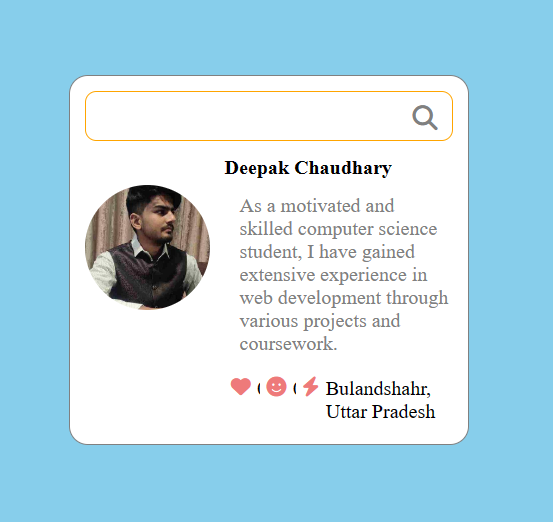 Deepak Chaudhary
As a motivated and
skilled computer science
student, I have gained
extensive experience in
web development through
various projects and
coursework.
Bulandshahr,
Uttar Pradesh